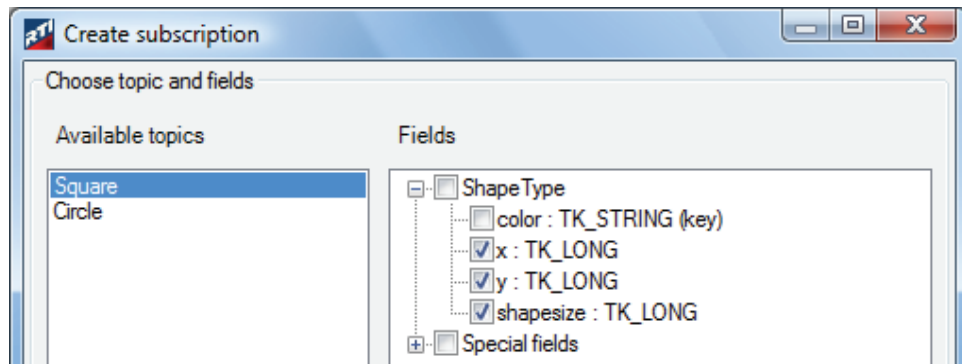 RTI Create subscription
Choose topic and fields
Available topics
Fields
Square
Circle
ShapeType
color : TK_STRING (key)
x : TK_LONG
y : TK_LONG
shapesize : TK_LONG
Special fields